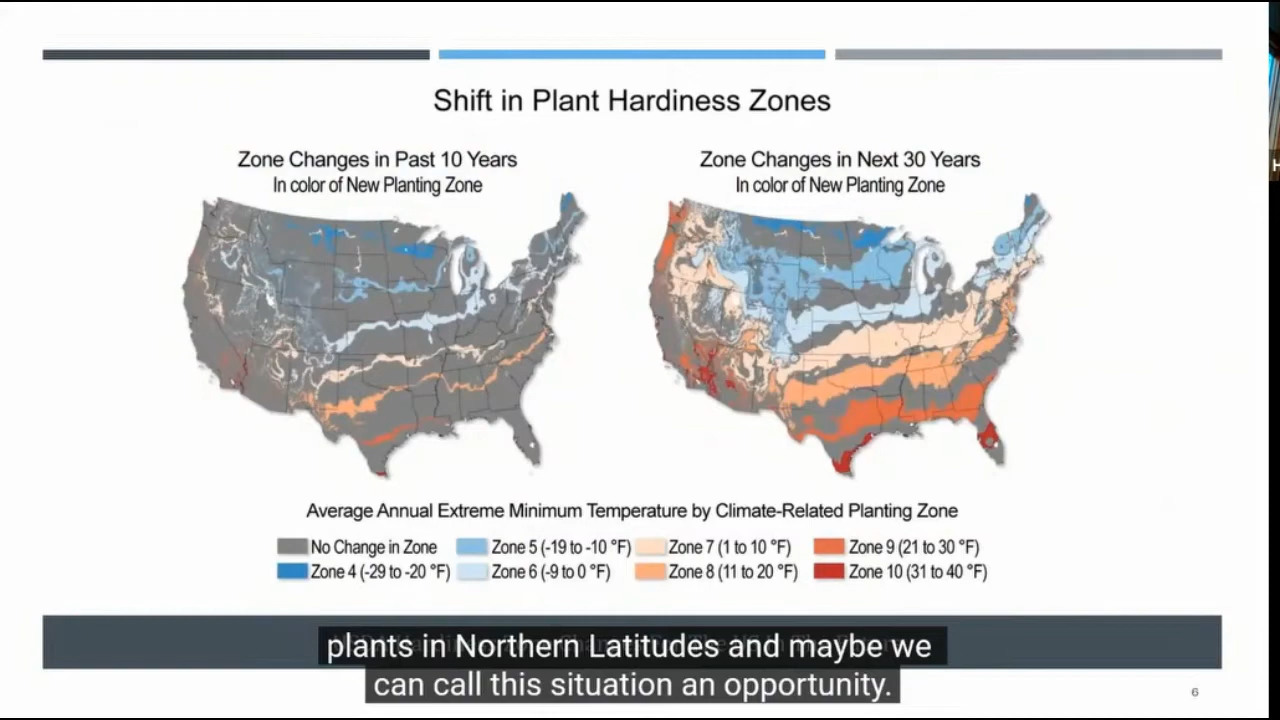 Shift in Plant Hardiness Zones
Zone Changes in Past 10 Years
In color of New Planting Zone
Zone Changes in Next 30 Years
In color of New Planting Zone
Average Annual Extreme Minimum Temperature by Climate-Related Planting Zone
No Change in Zone
Zone 5 (-19 to -10 °F)
Zone 7 (1 to 10 °F)
Zone 9 (21 to 30 °F)
Zone 4 (-29 to -20 °F)
Zone 6 (-9 to 0 °F)
Zone 8 (11 to 20 °F)
Zone 10 (31 to 40 °F)
plants in Northern Latitudes and maybe we
can call this situation an opportunity.
6
H